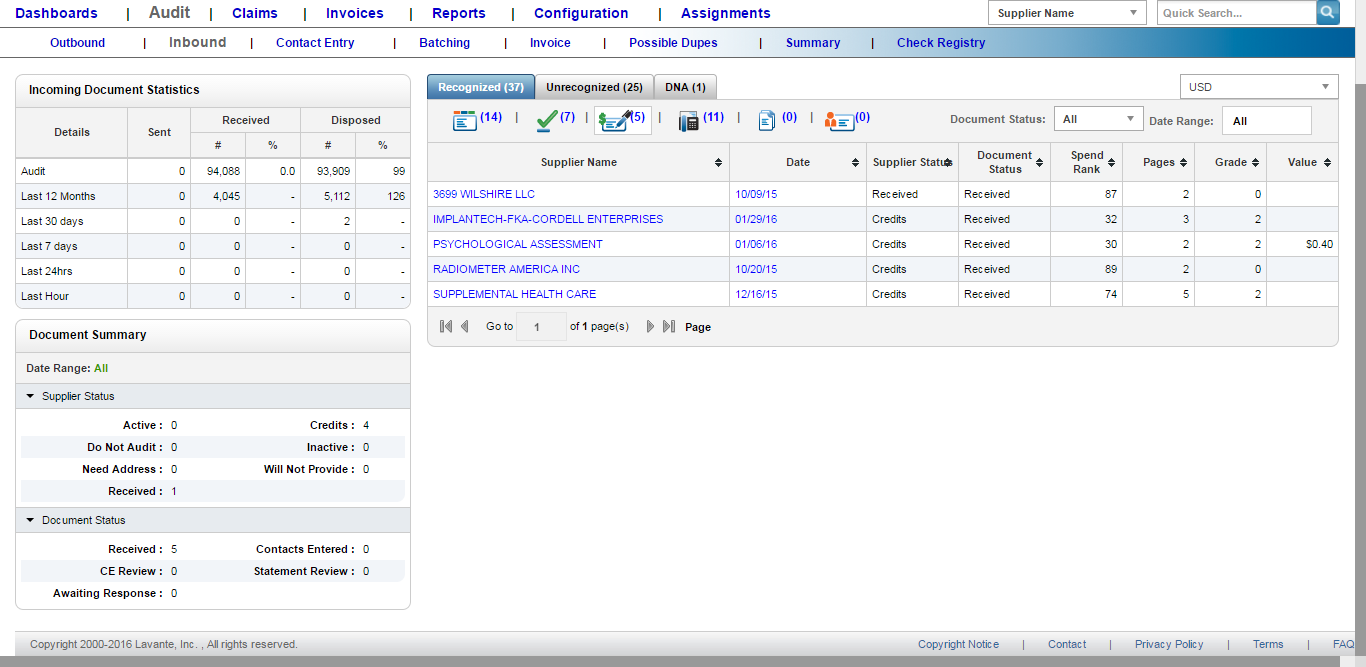 Dashboards | Audit | Claims | Invoices | Reports | Configuration | Assignments Supplier Name Quick Search...
Outbound | Inbound | Contact Entry | Batching | Invoice | Possible Dupes | Summary | Check Registry
Incoming Document Statistics
Details Sent Received Disposed
# % # %
Audit 0 94,088 0.0 93,909 99
Last 12 Months 0 4,045 - 5,112 126
Last 30 days 0 0 - 2 -
Last 7 days 0 0 - 0 -
Last 24hrs 0 0 - 0 -
Last Hour 0 0 - 0 -
Document Summary
Date Range: All
Supplier Status
Active : 0 Credits : 4
Do Not Audit : 0 Inactive : 0
Need Address : 0 Will Not Provide : 0
Received : 1
Document Status
Received : 5 Contacts Entered : 0
CE Review : 0 Statement Review : 0
Awaiting Response : 0
Recognized (37) Unrecognized (25) DNA (1) USD
(14) | (7) | (5) | (11) | (0) | (0) Document Status: All Date Range: All
Supplier Name Date Supplier Status Document Status Spend Rank Pages Grade Value
3699 WILSHIRE LLC 10/09/15 Received Received 87 2 0
IMPLANTECH-FKA-CORDELL ENTERPRISES 01/29/16 Credits Received 32 3 2
PSYCHOLOGICAL ASSESSMENT 01/06/16 Credits Received 30 2 2 $0.40
RADIOMETER AMERICA INC 10/20/15 Credits Received 89 2 0
SUPPLEMENTAL HEALTH CARE 12/16/15 Credits Received 74 5 2
Go to 1 of 1 page(s) Page
Copyright 2000-2016 Lavante, Inc. , All rights reserved. Copyright Notice | Contact | Privacy Policy | Terms | FAQ